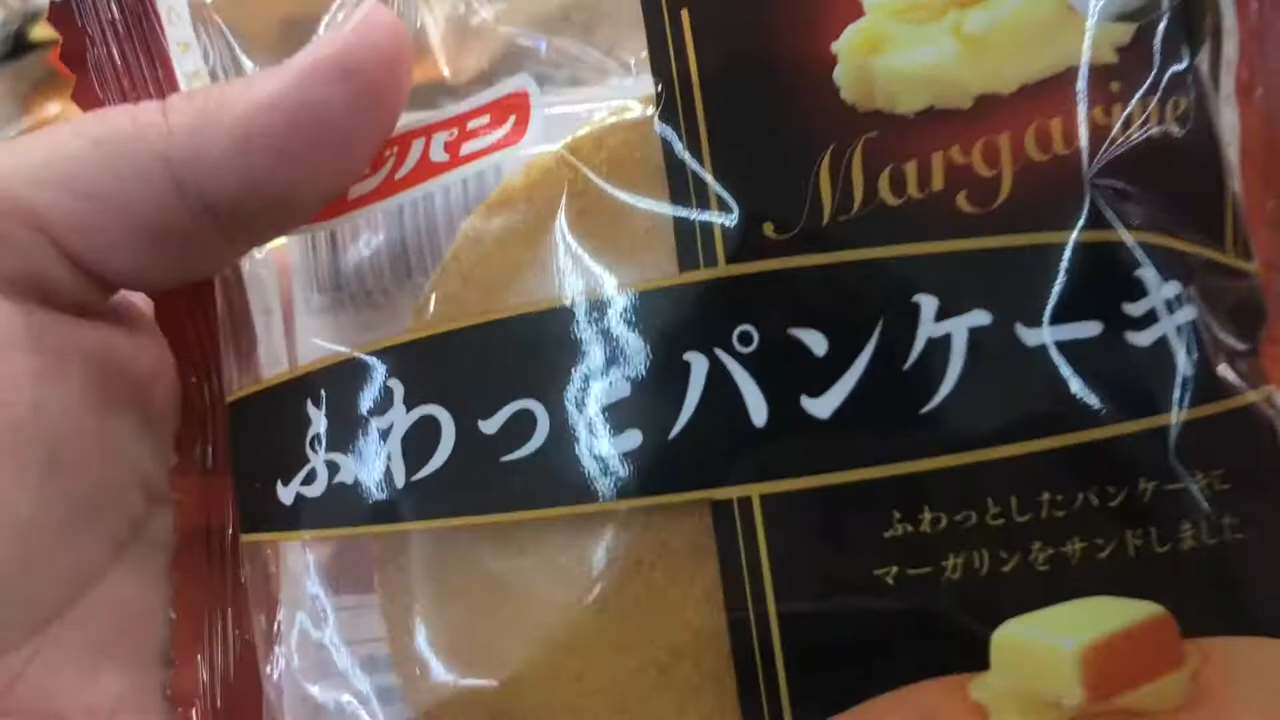 ジパン
Margarine
ふわっとパンケーキ
ふわっとしたパンケーキに
マーガリンをサンドしました